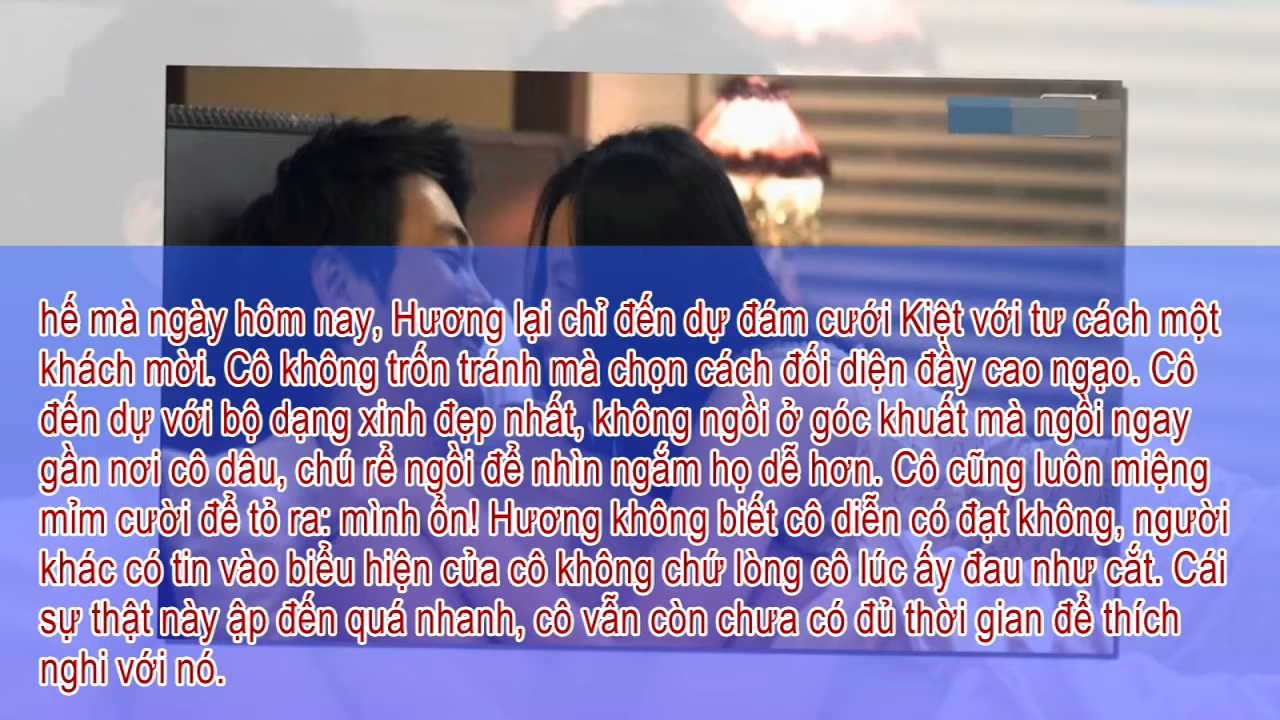 hế mà ngày hôm nay, Hương lại chỉ đến dự đám cưới Kiệt với tư cách một
khách mời. Cô không trốn tránh mà chọn cách đối diện đầy cao ngạo. Cô
đến dự với bộ dạng xinh đẹp nhất, không ngồi ở góc khuất mà ngồi ngay
gần nơi cô dâu, chú rể ngồi để nhìn ngắm họ dễ hơn. Cô cũng luôn miệng
mỉm cười để tỏ ra: mình ổn! Hương không biết cô diễn có đạt không, người
khác có tin vào biểu hiện của cô không chứ lòng cô lúc ấy đau như cắt. Cái
sự thật này ập đến quá nhanh, cô vẫn còn chưa có đủ thời gian để thích
nghi với nó.